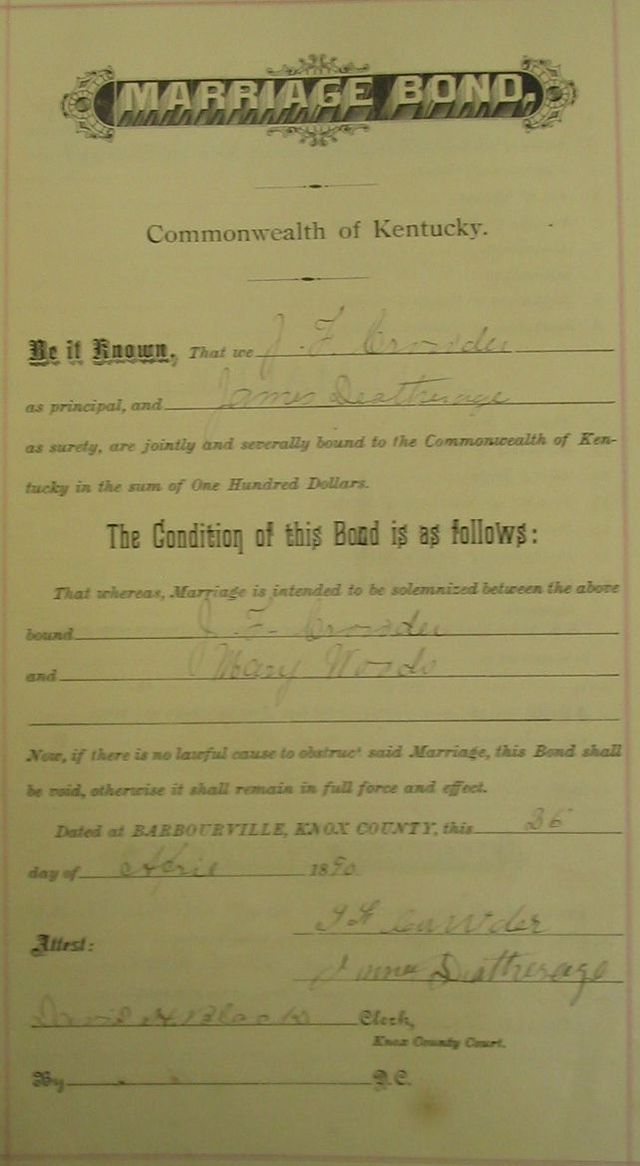 MARRIAGE BOND,
Commonwealth of Kentucky.
Be it Known, That we J. F. Crowder
as principal, and James Deatherage
as surety, are jointly and severally bound to the Commonwealth of Ken-
tucky in the sum of One Hundred Dollars.
The Condition of this Bond is as follows:
That whereas, Marriage is intended to be solemnized between the above
bound J. F. Crowder
and Mary Woods
Now, if there is no lawful cause to obstruct said Marriage, this Bond shall
be void, otherwise it shall remain in full force and effect.
Dated at BARBOURVILLE, KNOX COUNTY, this 26
day of April 1890
J F Crowder
Attest:
James Deatherage
David H. Black Clerk,
Knox County Court.
By D.C.